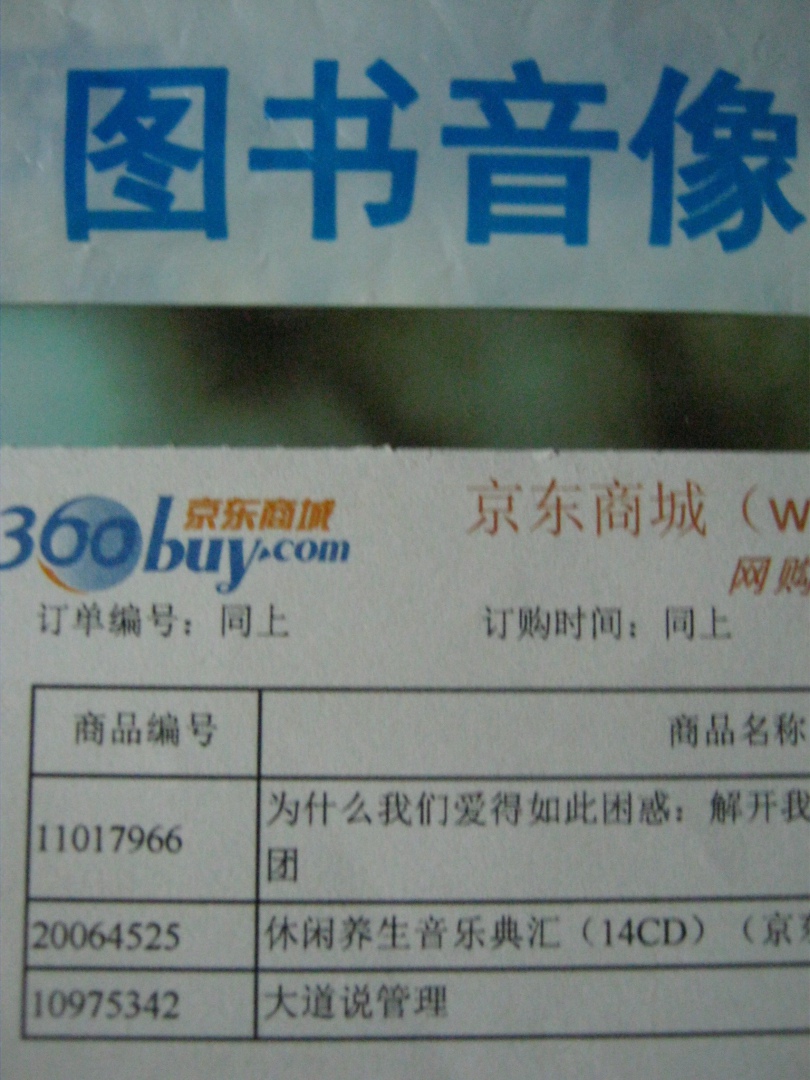 图书音像
360buy.com 京东商城
京东商城（w
网购
订单编号：同上 订购时间：同上
商品编号 商品名称
11017966 为什么我们爱得如此困惑：解开我
团
20064525 休闲养生音乐典汇（14CD）（京
10975342 大道说管理